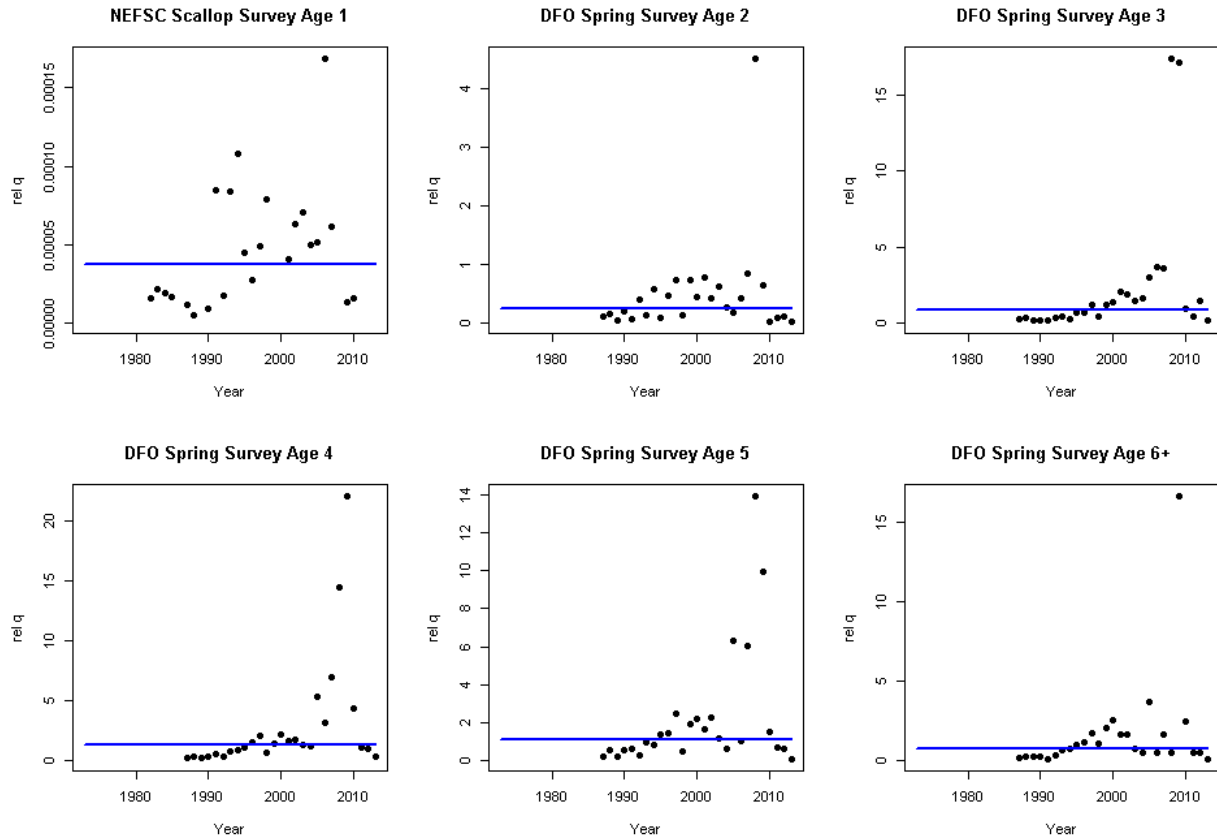 NEFSC Scallop Survey Age 1
rel q
0.00015
0.00010
0.00005
0.00000
1980 1990 2000 2010
Year
DFO Spring Survey Age 2
rel q
4
3
2
1
0
1980 1990 2000 2010
Year
DFO Spring Survey Age 3
rel q
15
10
5
0
1980 1990 2000 2010
Year
DFO Spring Survey Age 4
rel q
20
15
10
5
0
1980 1990 2000 2010
Year
DFO Spring Survey Age 5
rel q
14
12
10
8
6
4
2
0
1980 1990 2000 2010
Year
DFO Spring Survey Age 6+
rel q
15
10
5
0
1980 1990 2000 2010
Year